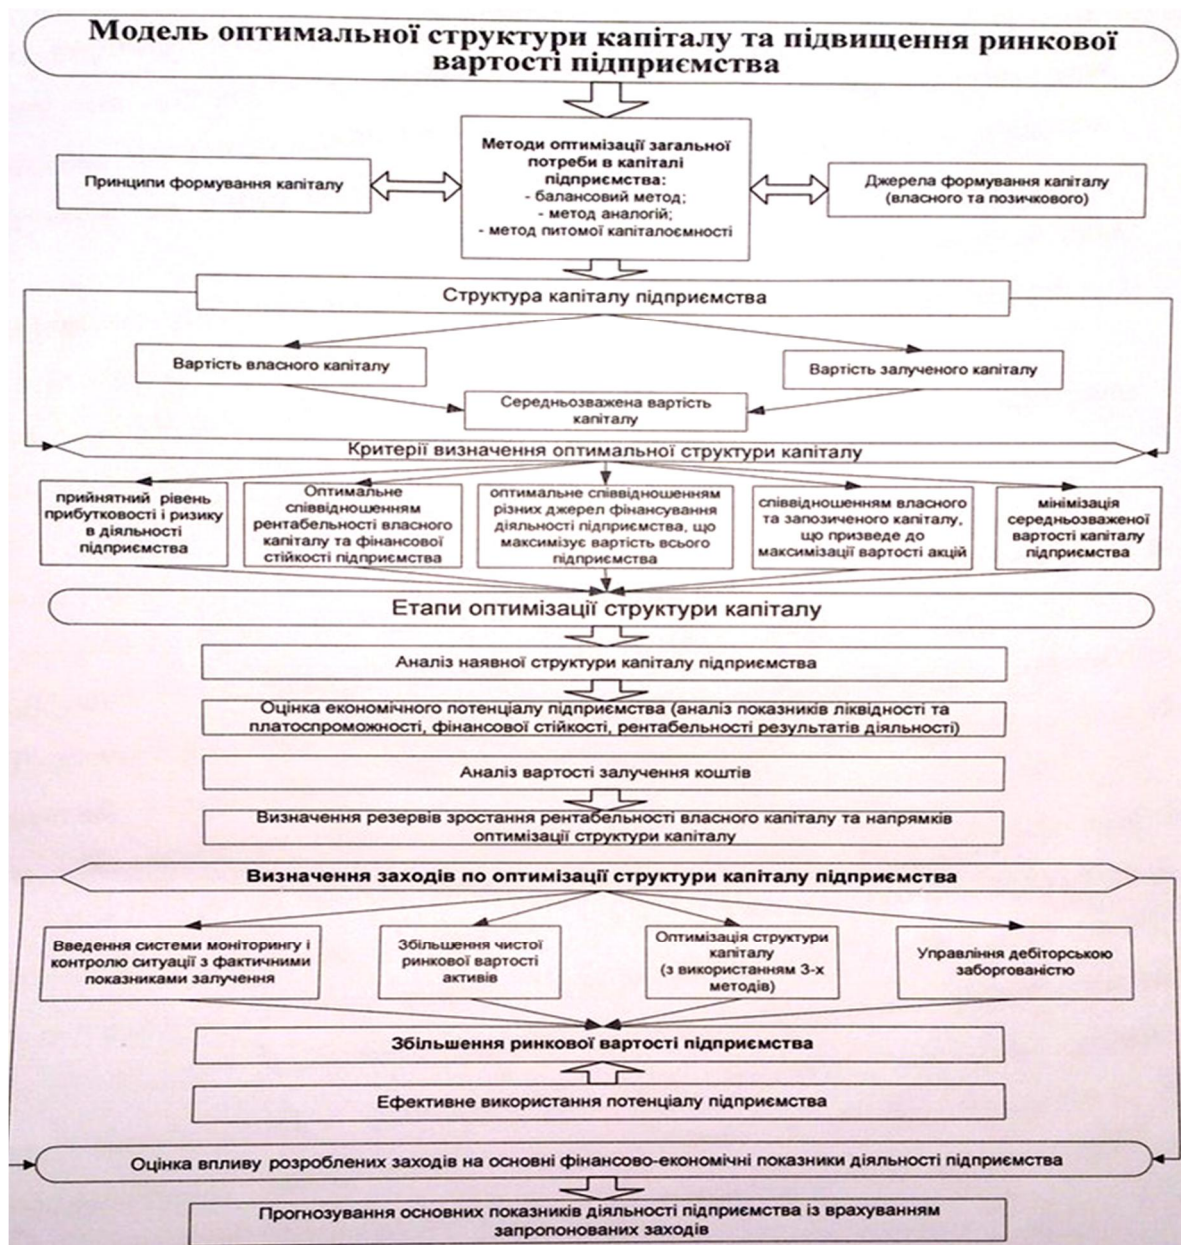 Модель оптимальної структури капіталу та підвищення ринкової
вартості підприємства
Методи оптимізації загальної
потреби в капіталі
підприємства:
- балансовий метод;
- метод аналогій;
- метод питомої капіталоємності
Принципи формування капіталу
Джерела формування капіталу
(власного та позичкового)
Структура капіталу підприємства
Вартість власного капіталу
Вартість залученого капіталу
Середньозважена вартість
капіталу
Критерії визначення оптимальної структури капіталу
прийнятний рівень
прибутковості і ризику
в діяльності
підприємства
Оптимальне
співвідношенням
рентабельності власного
капіталу та фінансової
стійкості підприємства
оптимальне співвідношенням
різних джерел фінансування
діяльності підприємства, що
максимізує вартість всього
підприємства
співвідношенням власного
та запозиченого капіталу,
що призведе до
максимізації вартості акцій
мінімізація
середньозваженої
вартості капіталу
підприємства
Етапи оптимізації структури капіталу
Аналіз наявної структури капіталу підприємства
Оцінка економічного потенціалу підприємства (аналіз показників ліквідності та
платоспроможності, фінансової стійкості, рентабельності результатів діяльності)
Аналіз вартості залучення коштів
Визначення резервів зростання рентабельності власного капіталу та напрямків
оптимізації структури капіталу
Визначення заходів по оптимізації структури капіталу підприємства
Введення системи моніторингу і
контролю ситуації з фактичними
показниками залучення
Збільшення чистої
ринкової вартості
активів
Оптимізація структури
капіталу
(з використанням 3-х
методів)
Управління дебіторською
заборгованістю
Збільшення ринкової вартості підприємства
Ефективне використання потенціалу підприємства
Оцінка впливу розроблених заходів на основні фінансово-економічні показники діяльності підприємства
Прогнозування основних показників діяльності підприємства із врахуванням
запропонованих заходів